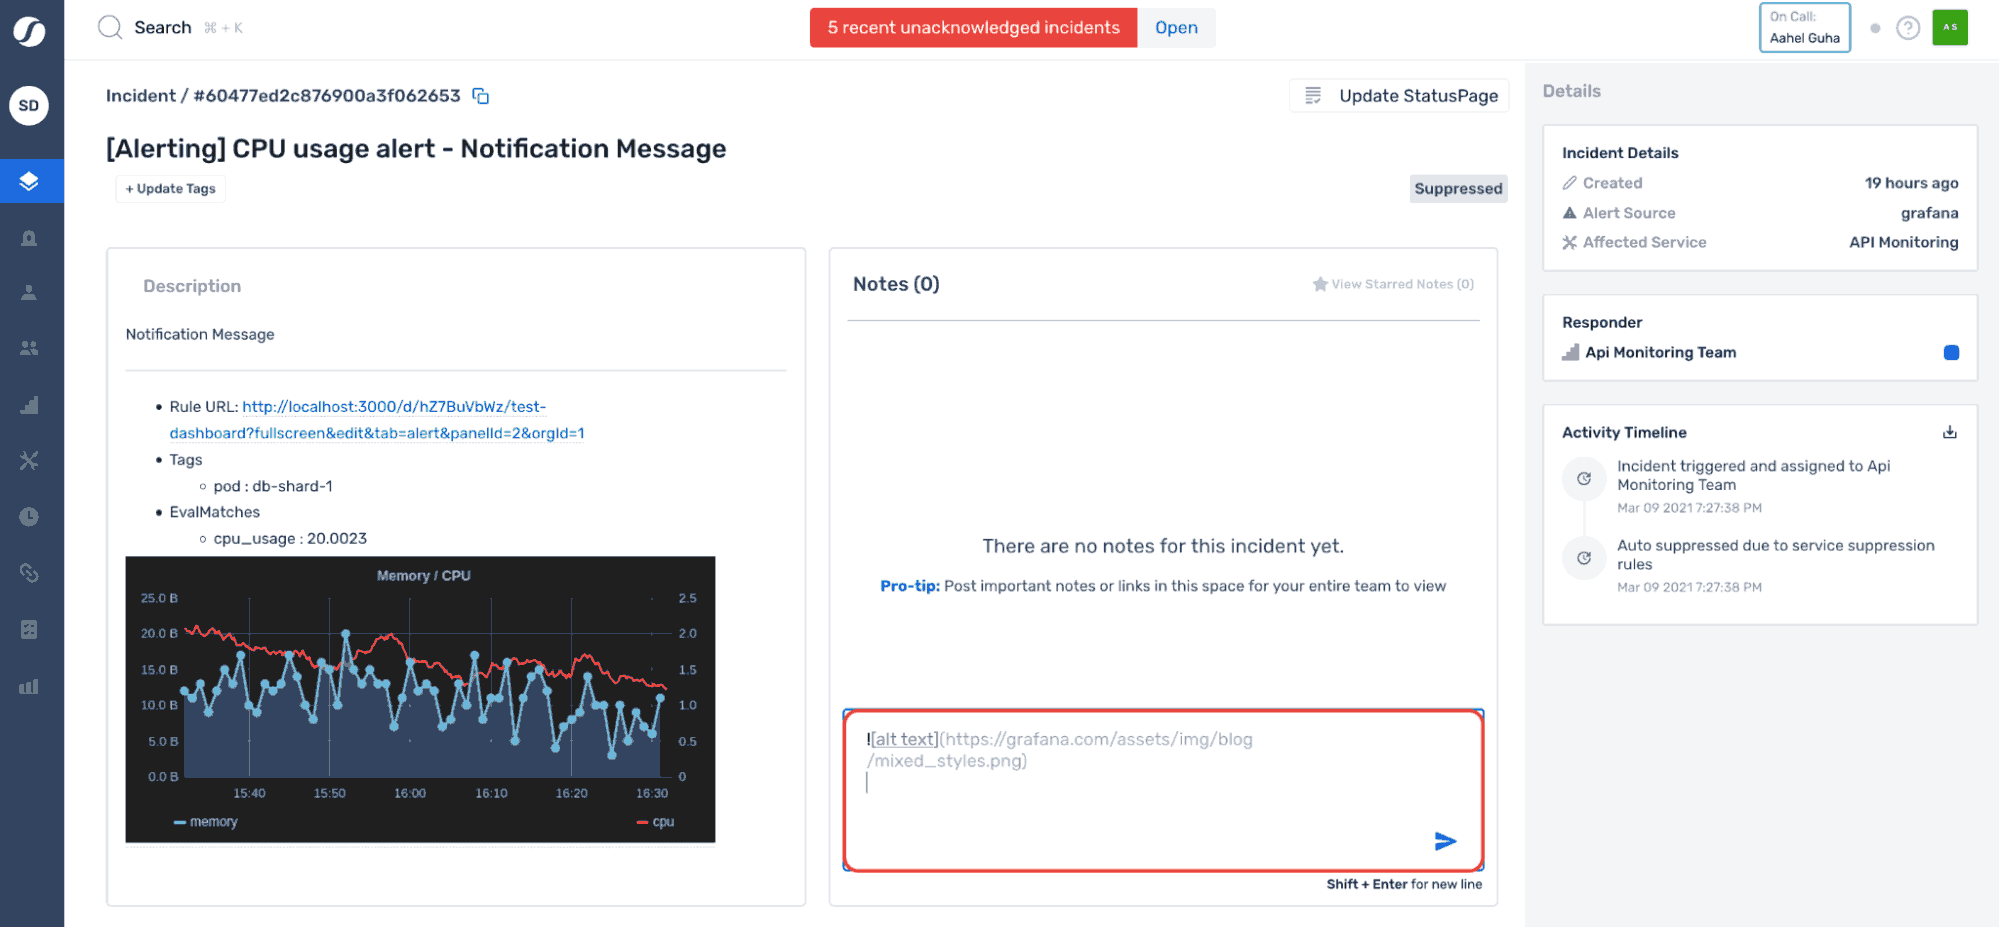 Search ⌘ + K
5 recent unacknowledged incidents Open
On Call:
Aahel Guha
?
A S
SD
Incident / #60477ed2c876900a3f062653
Update StatusPage
[Alerting] CPU usage alert - Notification Message
+ Update Tags
Suppressed
Description
Notification Message
Rule URL: http://localhost:3000/d/hZ7BuVbWz/test-
dashboard?fullscreen&edit&tab=alert&panelId=2&orgId=1
Tags
pod : db-shard-1
EvalMatches
cpu_usage : 20.0023
Memory / CPU
25.0 B 2.5
20.0 B 2.0
15.0 B 1.5
10.0 B 1.0
5.0 B 0.5
0.0 B 0
15:40 15:50 16:00 16:10 16:20 16:30
memory cpu
Notes (0)
View Starred Notes (0)
There are no notes for this incident yet.
Pro-tip: Post important notes or links in this space for your entire team to view
![alt text](https://grafana.com/assets/img/blog
/mixed_styles.png)
Shift + Enter for new line
Details
Incident Details
Created 19 hours ago
Alert Source grafana
Affected Service API Monitoring
Responder
Api Monitoring Team
Activity Timeline
Incident triggered and assigned to Api
Monitoring Team
Mar 09 2021 7:27:38 PM
Auto suppressed due to service suppression
rules
Mar 09 2021 7:27:38 PM